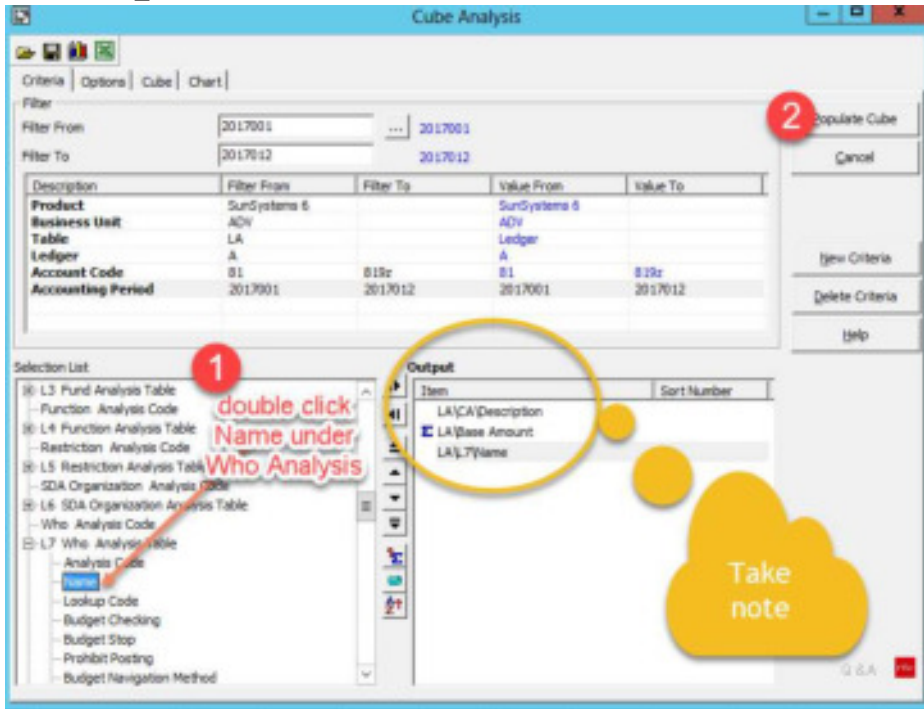 Cube Analysis
Criteria Options Cube Chart
Filter
Filter From 2017001 ... 2017001
Filter To 2017012 2017012
Populate Cube
Cancel
New Criteria
Delete Criteria
Help
Description Filter From Filter To Value From Value To
Product SunSystems 6 SunSystems 6
Business Unit ADV ADV
Table LA Ledger
Ledger A A
Account Code 81 819z 81 819z
Accounting Period 2017001 2017012 2017001 2017012
1
2
Selection List
L3 Fund Analysis Table
Function Analysis Code
L4 Function Analysis Table
Restriction Analysis Code
L5 Restriction Analysis Table
SDA Organization Analysis Code
L6 SDA Organization Analysis Table
Who Analysis Code
L7 Who Analysis Table
Analysis Code
Name
Lookup Code
Budget Checking
Budget Stop
Prohibit Posting
Budget Navigation Method
double click
Name under
Who Analysis
Output
Item Sort Number
LA\CA\Description
Σ LA\Base Amount
LA\L7\Name
Take
note
Q & A